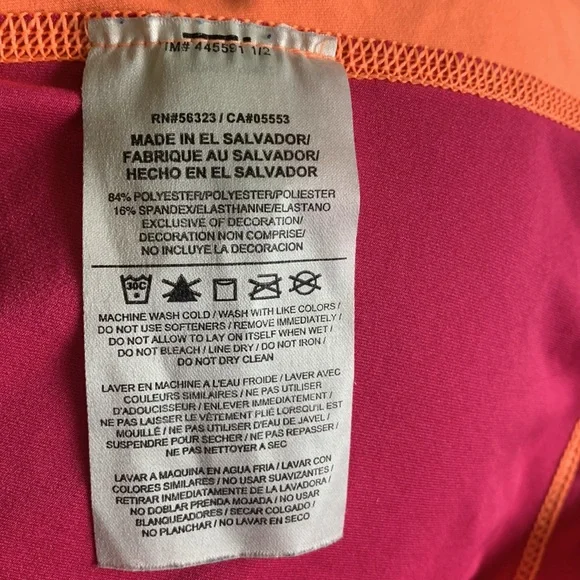 TM# 445591 1/2
RN#56323 / CA#05553
MADE IN EL SALVADOR/
FABRIQUE AU SALVADOR/
HECHO EN EL SALVADOR
84% POLYESTER/POLYESTER/POLIESTER
16% SPANDEX/ELASTHANNE/ELASTANO
EXCLUSIVE OF DECORATION/
DECORATION NON COMPRISE/
NO INCLUYE LA DECORACION
30C
MACHINE WASH COLD / WASH WITH LIKE COLORS /
DO NOT USE SOFTENERS / REMOVE IMMEDIATELY /
DO NOT ALLOW TO LAY ON ITSELF WHEN WET /
DO NOT BLEACH / LINE DRY / DO NOT IRON /
DO NOT DRY CLEAN
LAVER EN MACHINE A L'EAU FROIDE / LAVER AVEC
COULEURS SIMILAIRES / NE PAS UTILISER
D'ADOUCISSEUR / ENLEVER IMMEDIATEMENT /
NE PAS LAISSER LE VÊTEMENT PLIÉ LORSQU'IL EST
MOUILLÉ / NE PAS UTILISER D'EAU DE JAVEL /
SUSPENDRE POUR SECHER / NE PAS REPASSER /
NE PAS NETTOYER A SEC
LAVAR A MAQUINA EN AGUA FRIA / LAVAR CON
COLORES SIMILARES / NO USAR SUAVIZANTES /
RETIRAR INMEDIATAMENTE DE LA LAVADORA /
NO DOBLAR PRENDA MOJADA / NO USAR
BLANQUEADORES / SECAR COLGADO /
NO PLANCHAR / NO LAVAR EN SECO